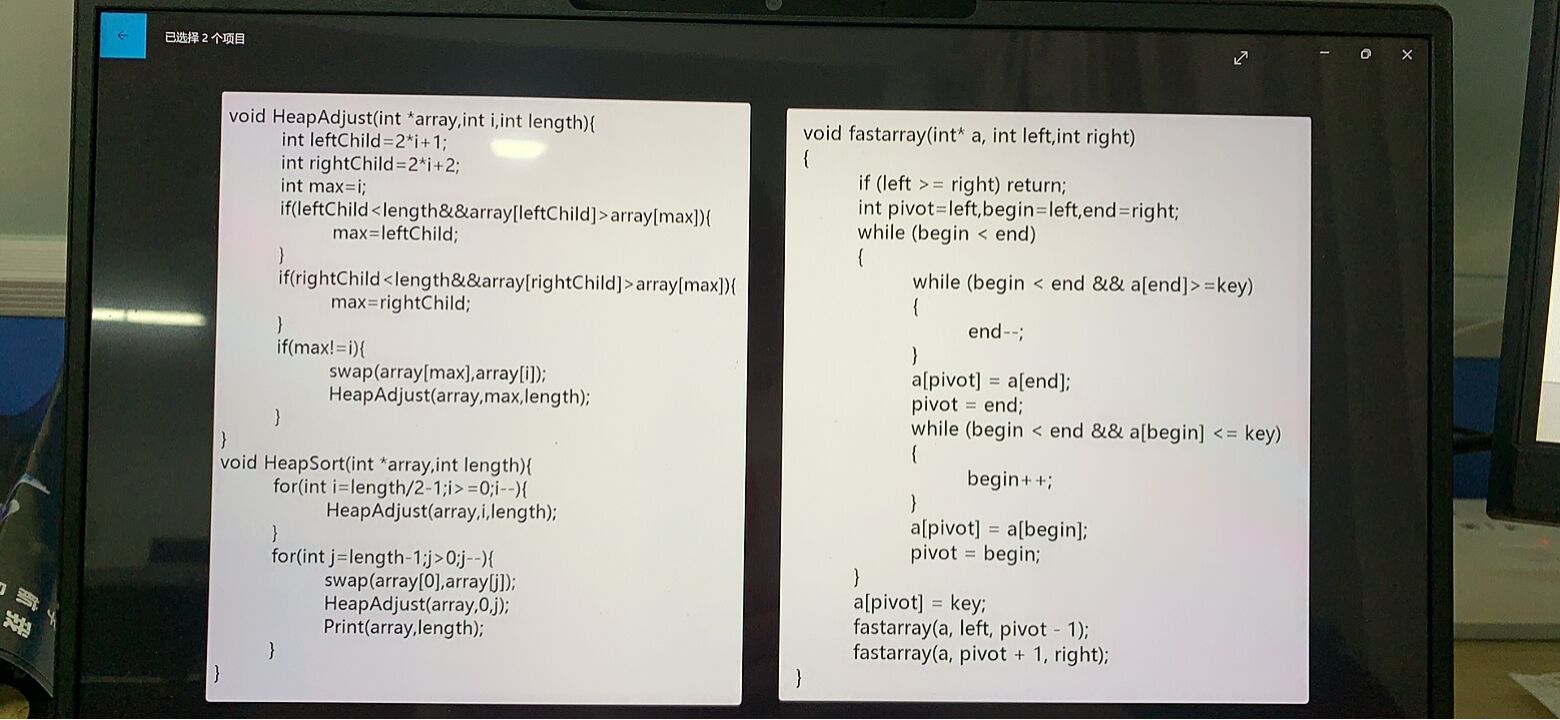 已选择 2 个项目
void HeapAdjust(int *array,int i,int length){
int leftChild=2*i+1;
int rightChild=2*i+2;
int max=i;
if(leftChild<length&&array[leftChild]>array[max]){
max=leftChild;
}
if(rightChild<length&&array[rightChild]>array[max]){
max=rightChild;
}
if(max!=i){
swap(array[max],array[i]);
HeapAdjust(array,max,length);
}
}
void HeapSort(int *array,int length){
for(int i=length/2-1;i>=0;i--){
HeapAdjust(array,i,length);
}
for(int j=length-1;j>0;j--){
swap(array[0],array[j]);
HeapAdjust(array,0,j);
Print(array,length);
}
}
void fastarray(int* a, int left,int right)
{
if (left >= right) return;
int pivot=left,begin=left,end=right;
while (begin < end)
{
while (begin < end && a[end]>=key)
{
end--;
}
a[pivot] = a[end];
pivot = end;
while (begin < end && a[begin] <= key)
{
begin++;
}
a[pivot] = a[begin];
pivot = begin;
}
a[pivot] = key;
fastarray(a, left, pivot - 1);
fastarray(a, pivot + 1, right);
}